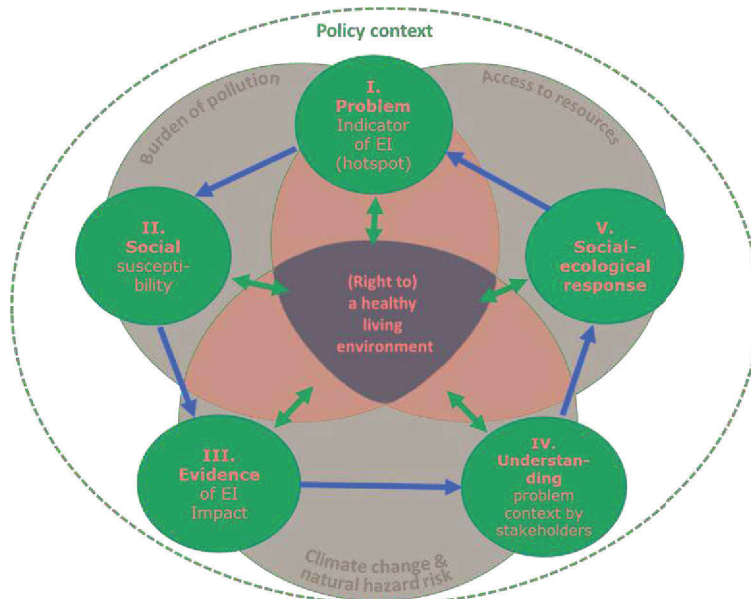 Policy context
Burden of pollution
Access to resources
I.
Problem
Indicator
of EI
(hotspot)
II.
Social
suscepti-
bility
V.
Social-
ecological
response
(Right to)
a healthy
living
environment
III.
Evidence
of EI
Impact
IV.
Understan-
ding
problem
context by
stakeholders
Climate change &
natural hazard risk